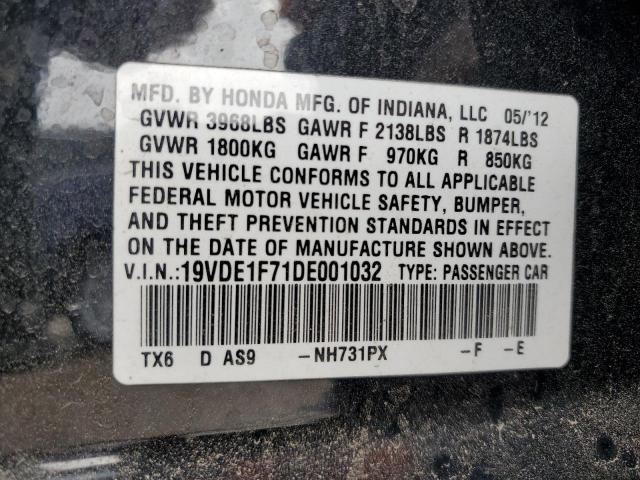 MFD. BY HONDA MFG. OF INDIANA, LLC 05/'12
GVWR 3968LBS GAWR F 2138LBS R 1874LBS
GVWR 1800KG GAWR F 970KG R 850KG
THIS VEHICLE CONFORMS TO ALL APPLICABLE
FEDERAL MOTOR VEHICLE SAFETY, BUMPER,
AND THEFT PREVENTION STANDARDS IN EFFECT
ON THE DATE OF MANUFACTURE SHOWN ABOVE.
V.I.N.:19VDE1F71DE001032 TYPE: PASSENGER CAR
TX6 D AS9 -NH731PX -F -E